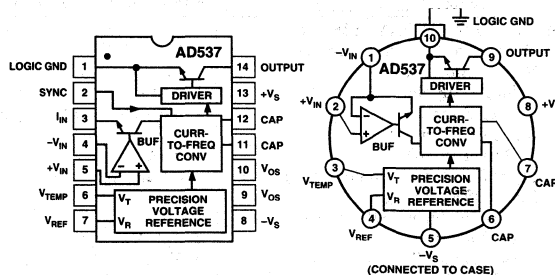 AD537
LOGIC GND 1
14 OUTPUT
DRIVER
SYNC 2
13 +VS
IIN 3
12 CAP
CURR-
TO-FREQ
CONV
BUF
-VIN 4
11 CAP
+VIN 5
10 VOS
VTEMP 6
VT
PRECISION
VOLTAGE
REFERENCE
9 VOS
VREF 7
VR
8 -VS
LOGIC GND
10
-VIN
1
AD537
9
OUTPUT
DRIVER
+VIN
2
8
BUF
CURR-
TO-FREQ
CONV
3
VTEMP
7
VT
PRECISION
VOLTAGE
REFERENCE
VR
4
VREF
6
CAP
5
-VS
(CONNECTED TO CASE)